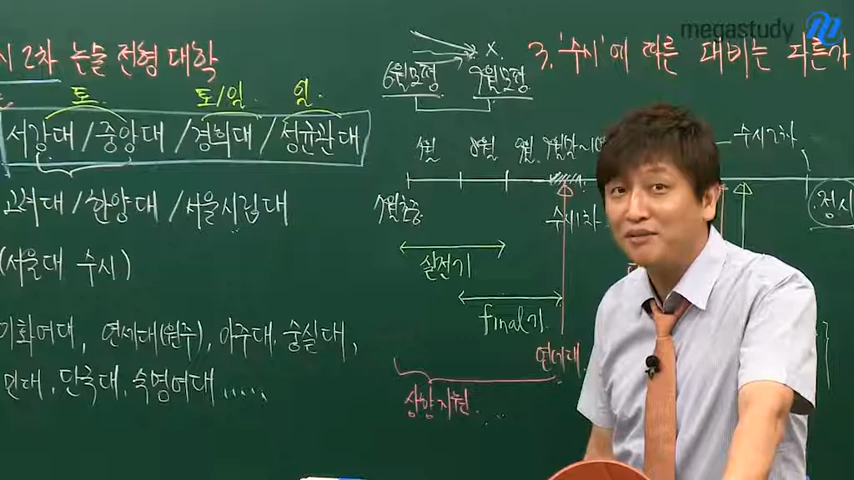 megastudy
시 2차 논술 전형 대학
토 토/일 일
서강대 / 중앙대 / 경희대 / 성균관대
고려대 / 한양대 / 서울시립대
(서울대 수시)
이화여대, 연세대(원주), 아주대, 숭실대,
인대, 단국대, 숙명여대 .....
6월모평 9월모평 x
3. '수시'에 따른 대비는 다른가
8월 9월
수시2차
수시1차
정시
실전기
final기
연세대
상향지원 ...